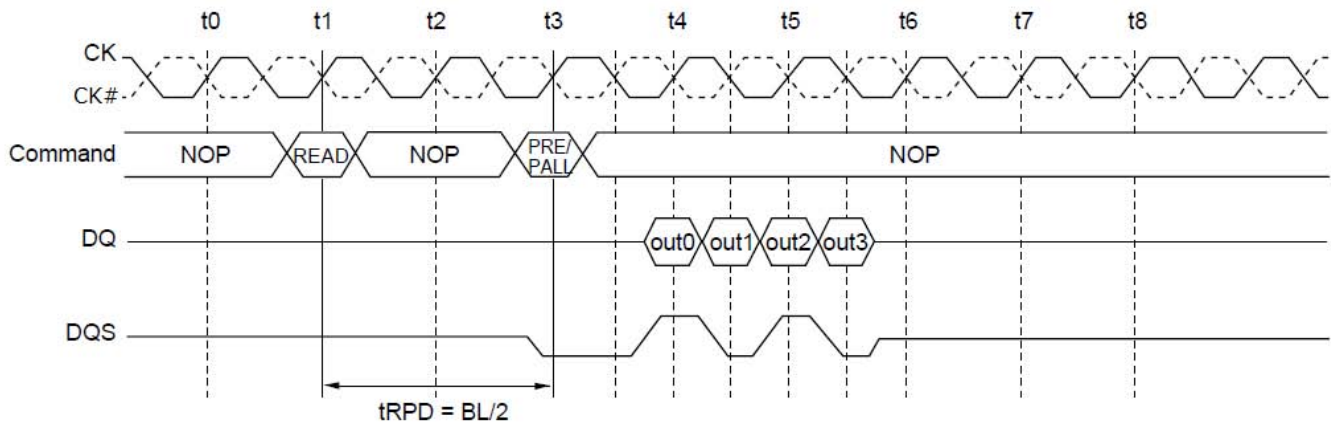 t0 t1 t2 t3 t4 t5 t6 t7 t8
CK
CK#
Command NOP READ NOP PRE/ PALL NOP
DQ out0 out1 out2 out3
DQS
tRPD = BL/2